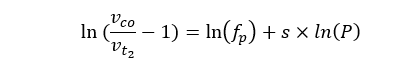 ln (v_co / v_t₂ − 1) = ln(f_p) + s × ln(P)